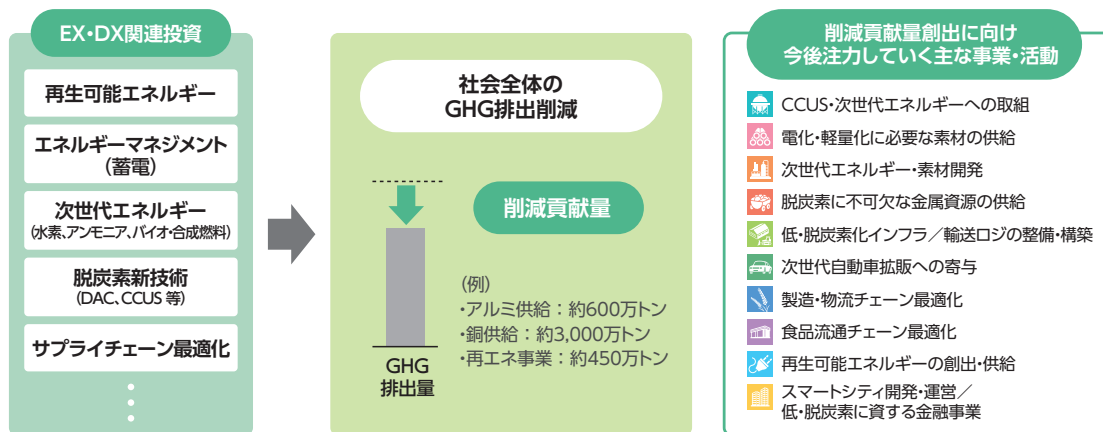 EX・DX関連投資
再生可能エネルギー
エネルギーマネジメント
（蓄電）
次世代エネルギー
（水素、アンモニア、バイオ・合成燃料）
脱炭素新技術
（DAC、CCUS 等）
サプライチェーン最適化
社会全体の
GHG排出削減
削減貢献量
（例）
・アルミ供給：約600万トン
・銅供給：約3,000万トン
・再エネ事業：約450万トン
GHG
排出量
削減貢献量創出に向け
今後注力していく主な事業・活動
CCUS・次世代エネルギーへの取組
電化・軽量化に必要な素材の供給
次世代エネルギー・素材開発
脱炭素に不可欠な金属資源の供給
低・脱炭素化インフラ／輸送ロジの整備・構築
次世代自動車拡販への寄与
製造・物流チェーン最適化
食品流通チェーン最適化
再生可能エネルギーの創出・供給
スマートシティ開発・運営／
低・脱炭素に資する金融事業